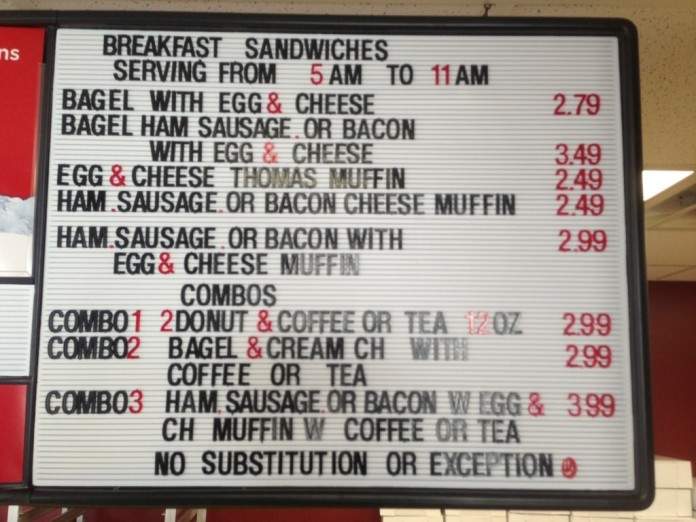 ns
BREAKFAST SANDWICHES
SERVING FROM 5 AM TO 11 AM
BAGEL WITH EGG & CHEESE 2.79
BAGEL HAM SAUSAGE.OR BACON
WITH EGG & CHEESE 3.49
EGG & CHEESE THOMAS MUFFIN 2.49
HAM.SAUSAGE.OR BACON CHEESE MUFFIN 2.49
HAM.SAUSAGE.OR BACON WITH 2.99
EGG & CHEESE MUFFIN
COMBOS
COMBO1 2DONUT & COFFEE OR TEA 12 OZ 2.99
COMBO2 BAGEL & CREAM CH WITH 2.99
COFFEE OR TEA
COMBO3 HAM.SAUSAGE.OR BACON W EGG & 3 99
CH MUFFIN W COFFEE OR TEA
NO SUBSTITUTION OR EXCEPTION